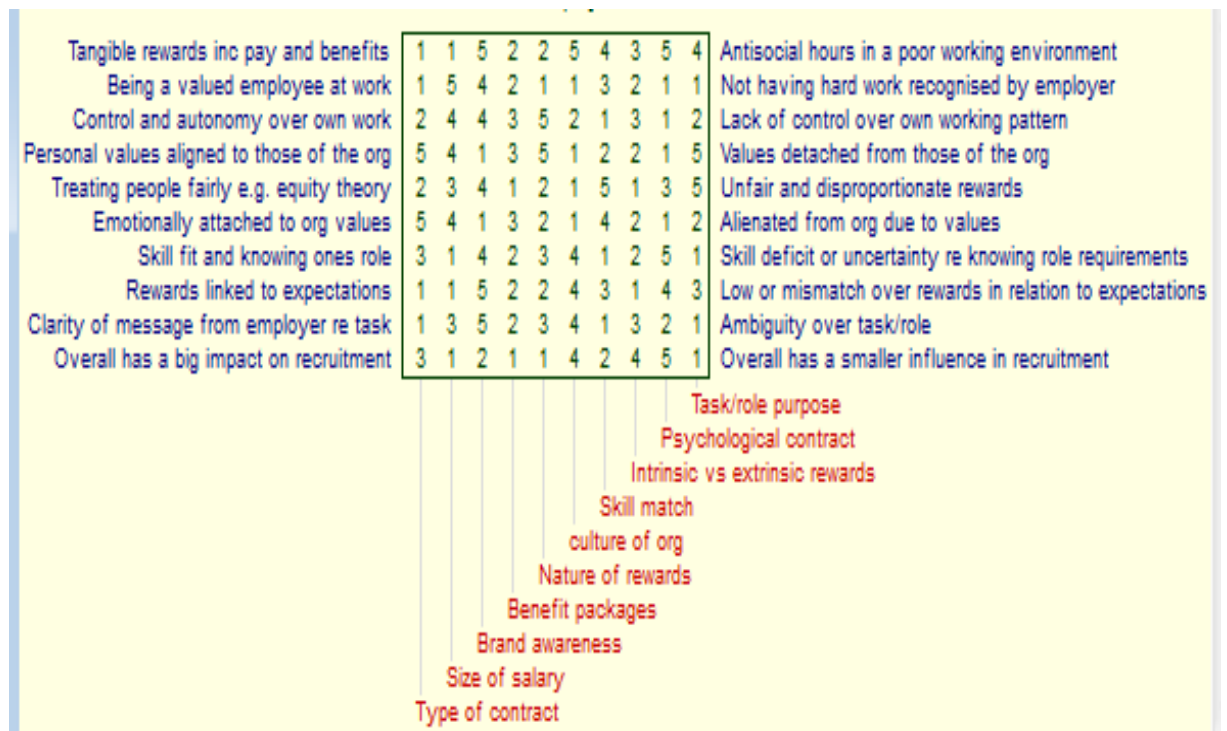 Tangible rewards inc pay and benefits 1 1 5 2 2 5 4 3 5 4 Antisocial hours in a poor working environment
Being a valued employee at work 1 5 4 2 1 1 3 2 1 1 Not having hard work recognised by employer
Control and autonomy over own work 2 4 4 3 5 2 1 3 1 2 Lack of control over own working pattern
Personal values aligned to those of the org 5 4 1 3 5 1 2 2 1 5 Values detached from those of the org
Treating people fairly e.g. equity theory 2 3 4 1 2 1 5 1 3 5 Unfair and disproportionate rewards
Emotionally attached to org values 5 4 1 3 2 1 4 2 1 2 Alienated from org due to values
Skill fit and knowing ones role 3 1 4 2 3 4 1 2 5 1 Skill deficit or uncertainty re knowing role requirements
Rewards linked to expectations 1 1 5 2 2 4 3 1 4 3 Low or mismatch over rewards in relation to expectations
Clarity of message from employer re task 1 3 5 2 3 4 1 3 2 1 Ambiguity over task/role
Overall has a big impact on recruitment 3 1 2 1 1 4 2 4 5 1 Overall has a smaller influence in recruitment
Task/role purpose
Psychological contract
Intrinsic vs extrinsic rewards
Skill match
culture of org
Nature of rewards
Benefit packages
Brand awareness
Size of salary
Type of contract